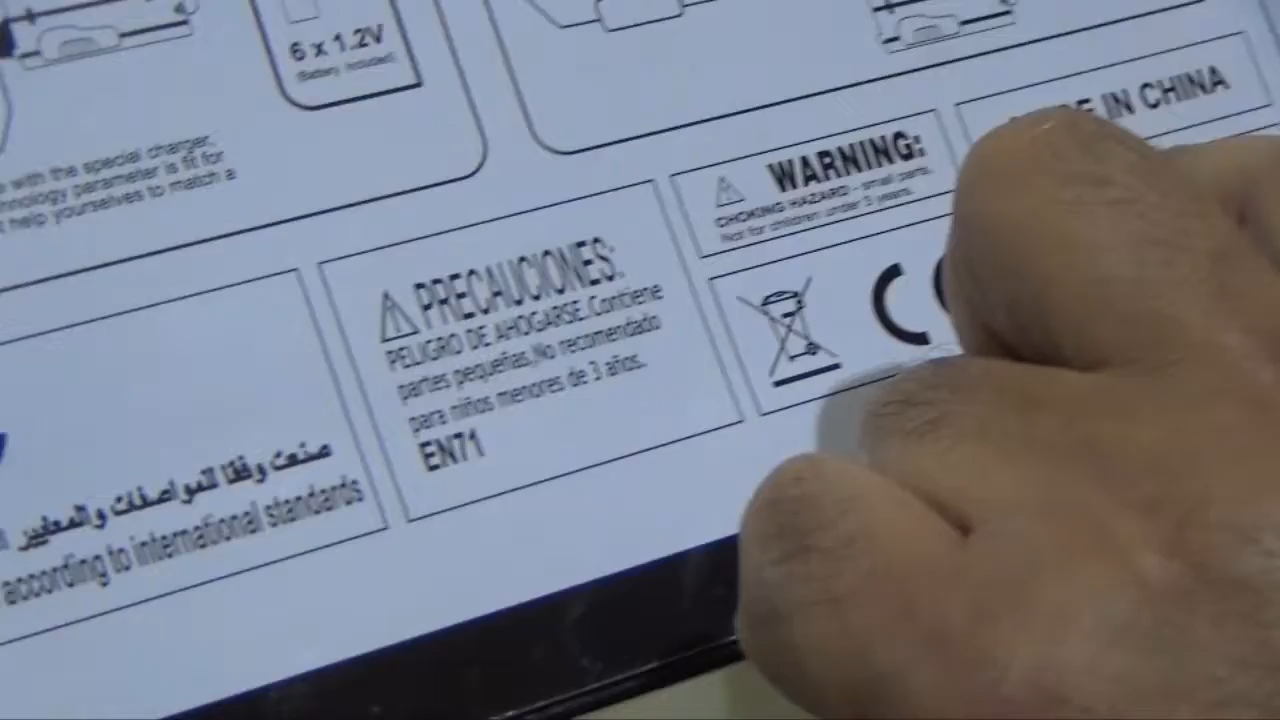 6 x 1.2V
(Battery included)
with the special charger,
parameter is fit for
help yourselves to match a
IN CHINA
WARNING:
CHOKING HAZARD - small parts.
Not for children under 3 years.
PRECAUCIONES:
PELIGRO DE AHOGARSE.Contiene
partes pequeñas,No recomendado
para niños menores de 3 años.
EN71
صنعت وفقا للمواصفات والمعايير
according to international standards